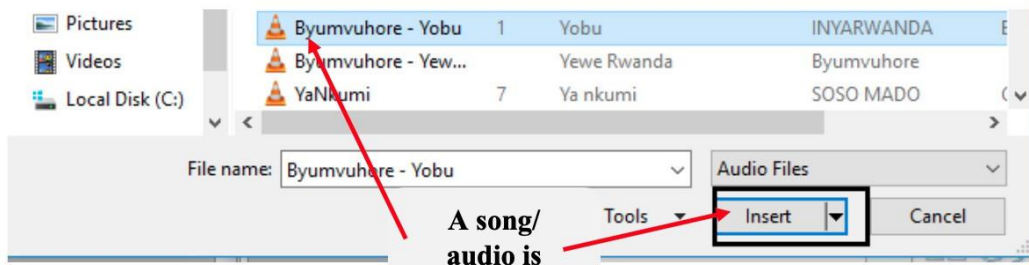 Pictures Byumvuhore - Yobu 1 Yobu INYARWANDA
Videos Byumvuhore - Yew... Yewe Rwanda Byumvuhore
Local Disk (C:) YaNkumi 7 Ya nkumi SOSO MADO
File name: Byumvuhore - Yobu Audio Files
Tools Insert Cancel
A song/
audio is